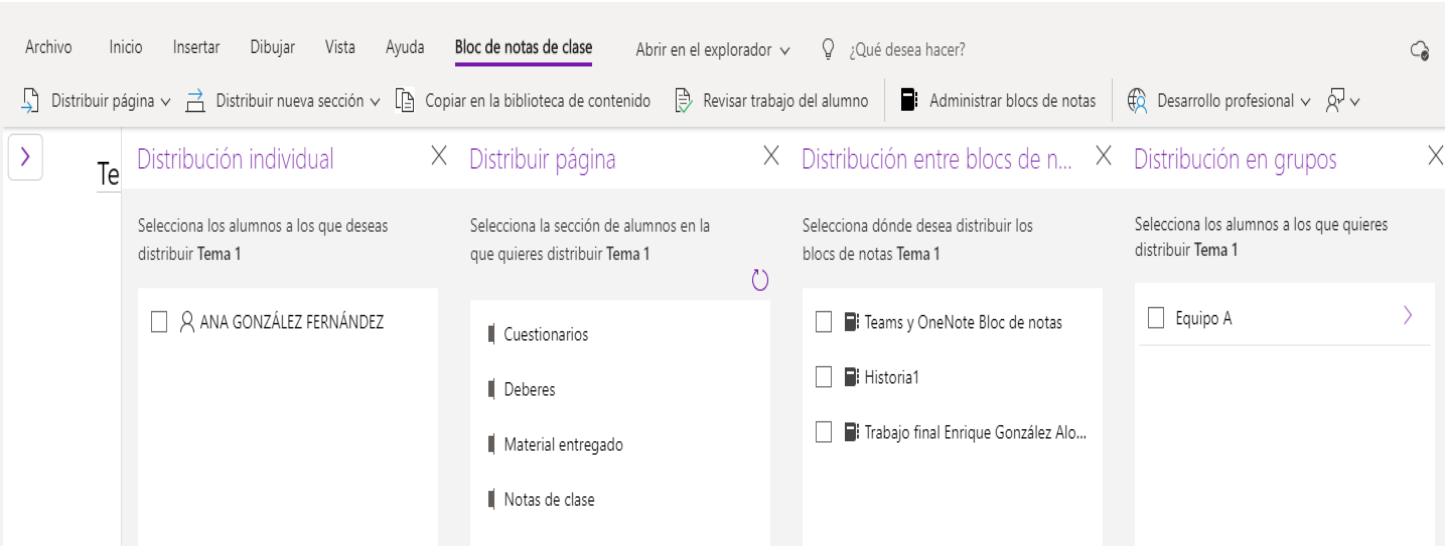 Archivo Inicio Insertar Dibujar Vista Ayuda Bloc de notas de clase Abrir en el explorador ¿Qué desea hacer?
Distribuir página Distribuir nueva sección Copiar en la biblioteca de contenido Revisar trabajo del alumno Administrar blocs de notas Desarrollo profesional
Te
Distribución individual
Selecciona los alumnos a los que deseas
distribuir Tema 1
ANA GONZÁLEZ FERNÁNDEZ
Distribuir página
Selecciona la sección de alumnos en la
que quieres distribuir Tema 1
Cuestionarios
Deberes
Material entregado
Notas de clase
Distribución entre blocs de n...
Selecciona dónde desea distribuir los
blocs de notas Tema 1
Teams y OneNote Bloc de notas
Historia1
Trabajo final Enrique González Alo...
Distribución en grupos
Selecciona los alumnos a los que quieres
distribuir Tema 1
Equipo A